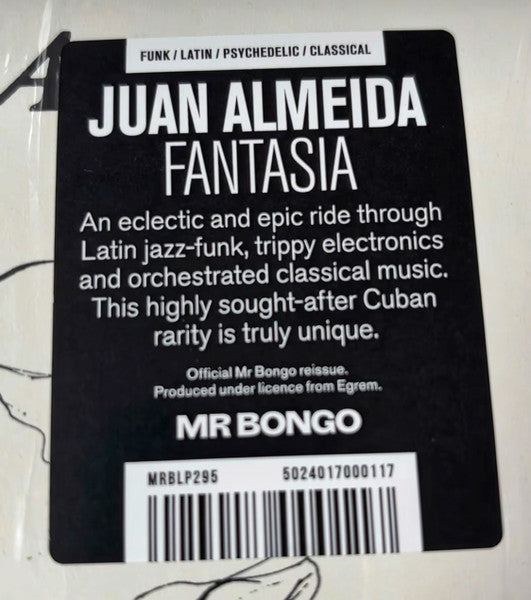 A
FUNK / LATIN / PSYCHEDELIC / CLASSICAL
JUAN ALMEIDA
FANTASIA
An eclectic and epic ride through
Latin jazz-funk, trippy electronics
and orchestrated classical music.
This highly sought-after Cuban
rarity is truly unique.
Official Mr Bongo reissue.
Produced under licence from Egrem.
MR BONGO
MRBLP295 5024017000117